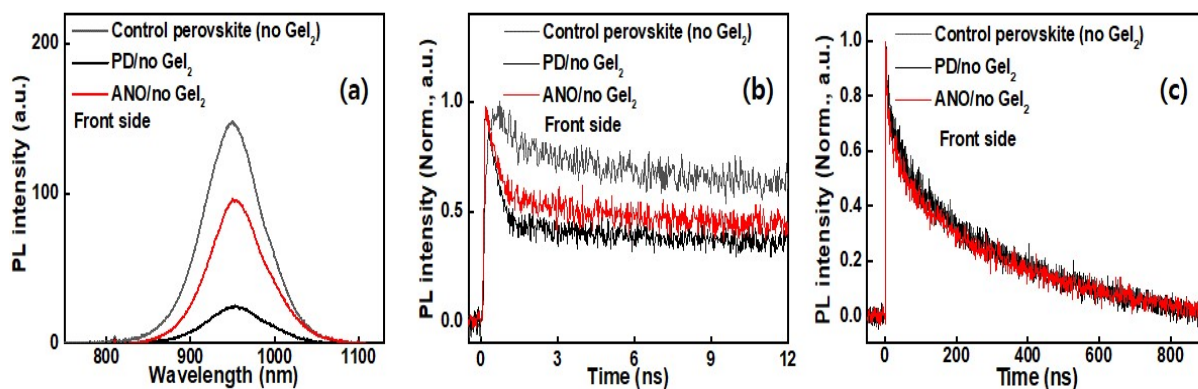 PL intensity (a.u.)
200
100
0
Control perovskite (no GeI₂)
PD/no GeI₂
ANO/no GeI₂
Front side
(a)
800
900
1000
1100
Wavelength (nm)
PL intensity (Norm., a.u.)
1.0
0.5
0.0
Control perovskite (no GeI₂)
PD/no GeI₂
ANO/no GeI₂
(b)
Front side
0
3
6
9
12
Time (ns)
PL intensity (Norm., a.u.)
1.0
0.8
0.6
0.4
0.2
0.0
Control perovskite (no GeI₂)
PD/no GeI₂
ANO/no GeI₂
(c)
Front side
0
200
400
600
800
Time (ns)